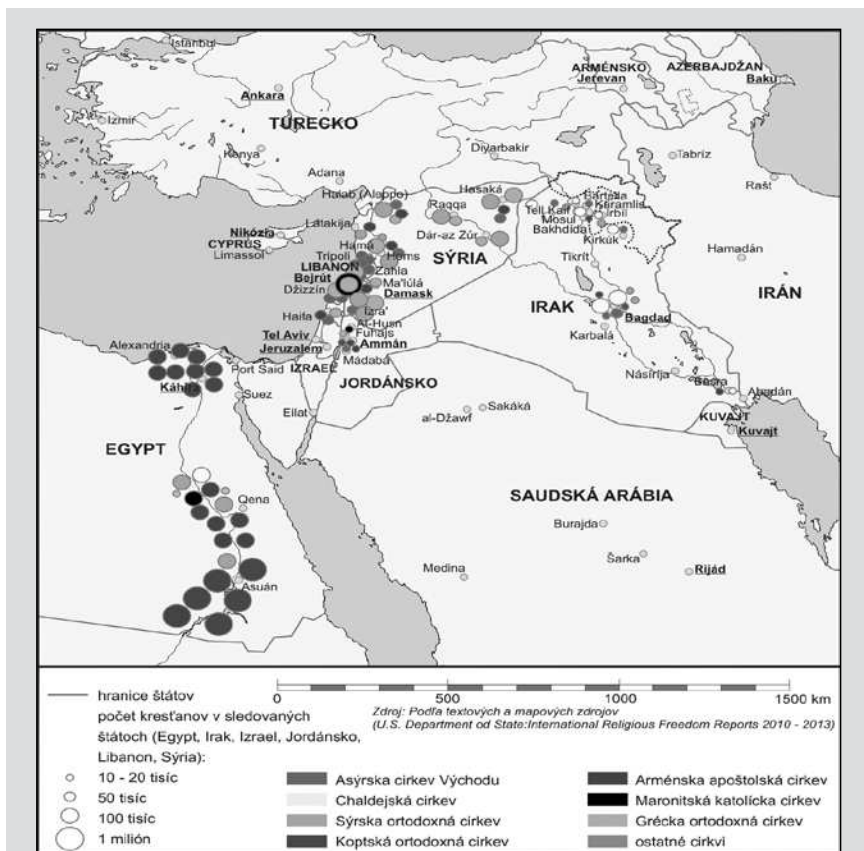 Istanbul
ARMÉNSKO
AZERBAJDŽAN
Jerevan
Baku
Ankara
Izmir
TURECKO
Kenya
Diyarbakir
Tabríz
Adana
Rašt
Halab (Aleppo)
Raqqa
Hasaká
Bartella
Tell Kaif
Karamlis
Mosul
Irbíl
Latakija
Bakhdida
Nikózia
CYPRUS
Dár-az Zúr
Kirkúk
Limassol
Hamá
Hamadán
Tripoli
Homs
SÝRIA
Tikrít
LIBANON
Zahla
Bejrút
Ma'lúlá
Džizzín
Damask
IRAK
IRÁN
Izra'
Bagdad
Haifa
Al-Husn
Tel Aviv
Fuhajs
Karbalá
Alexandria
Jeruzalem
Ammán
Port Said
IZRAEL
Mádabá
Násiríja
Basra
Abadán
Káhira
JORDÁNSKO
Suez
Sakáká
KUVAJT
Eilat
al-Džawf
Kuvajt
EGYPT
SAUDSKÁ ARÁBIA
Qena
Burajda
Šarka
Medina
Rijád
Asuán
0 500 1000 1500 km
hranice štátov
Zdroj: Podľa textových a mapových zdrojov
(U.S. Department od State:International Religious Freedom Reports 2010 - 2013)
počet kresťanov v sledovaných
štátoch (Egypt, Irak, Izrael, Jordánsko,
Libanon, Sýria):
10 - 20 tisíc
50 tisíc
100 tisíc
1 milión
Asýrska cirkev Východu
Chaldejská cirkev
Sýrska ortodoxná cirkev
Koptská ortodoxná cirkev
Arménska apoštolská cirkev
Maronitská katolícka cirkev
Grécka ortodoxná cirkev
ostatné cirkvi